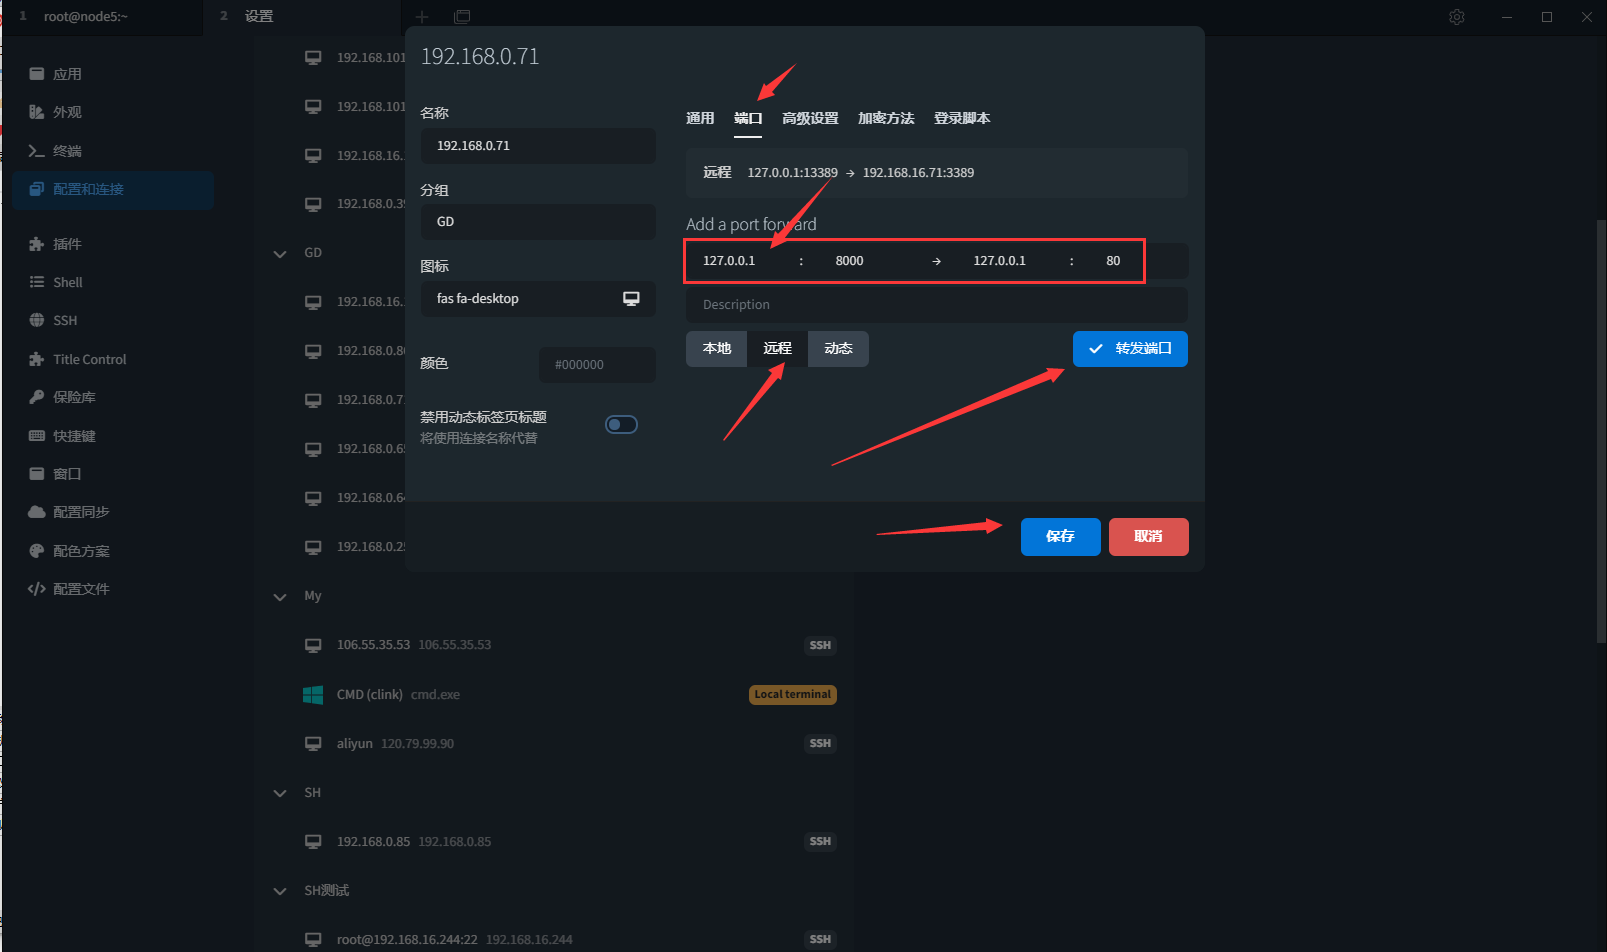 1 root@node5:~
2 设置
应用
外观
终端
配置和连接
插件
Shell
SSH
Title Control
保险库
快捷键
窗口
配置同步
配色方案
配置文件
192.168.101
192.168.101
192.168.16.
192.168.0.39
GD
192.168.16.
192.168.0.8
192.168.0.7
192.168.0.65
192.168.0.64
192.168.0.25
My
106.55.35.53 106.55.35.53 SSH
CMD (clink) cmd.exe Local terminal
aliyun 120.79.99.90 SSH
SH
192.168.0.85 192.168.0.85 SSH
SH测试
root@192.168.16.244:22 192.168.16.244 SSH
192.168.0.71
名称
192.168.0.71
分组
GD
图标
fas fa-desktop
颜色
#000000
禁用动态标签页标题
将使用连接名称代替
通用 端口 高级设置 加密方法 登录脚本
远程 127.0.0.1:13389 → 192.168.16.71:3389
Add a port forward
127.0.0.1 : 8000 → 127.0.0.1 : 80
Description
本地 远程 动态
转发端口
保存 取消